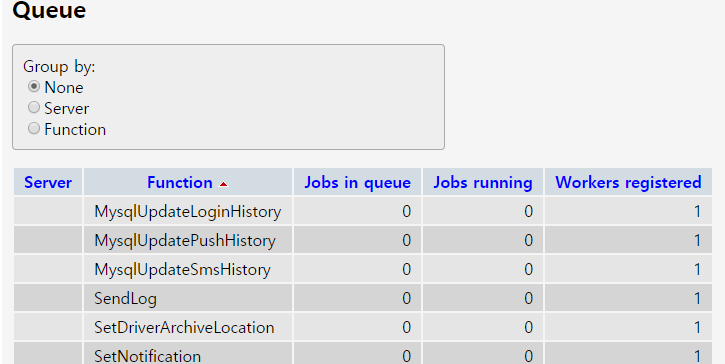 Queue
Group by:
None
Server
Function
Server Function Jobs in queue Jobs running Workers registered
MysqlUpdateLoginHistory 0 0 1
MysqlUpdatePushHistory 0 0 1
MysqlUpdateSmsHistory 0 0 1
SendLog 0 0 1
SetDriverArchiveLocation 0 0 1
SetNotification 0 0 1